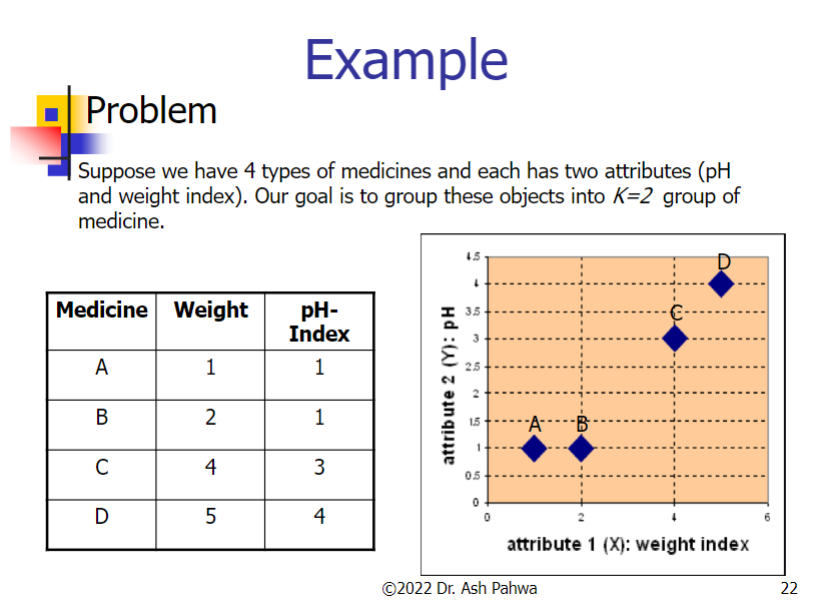 Example
Problem
Suppose we have 4 types of medicines and each has two attributes (pH
and weight index). Our goal is to group these objects into K=2 group of
medicine.
Medicine Weight pH-
Index
A 1 1
B 2 1
C 4 3
D 5 4
4.5
4
3.5
3
2.5
2
1.5
1
0.5
0
attribute 2 (Y): pH
D
C
A B
0 2 4 6
attribute 1 (X): weight index
©2022 Dr. Ash Pahwa
22